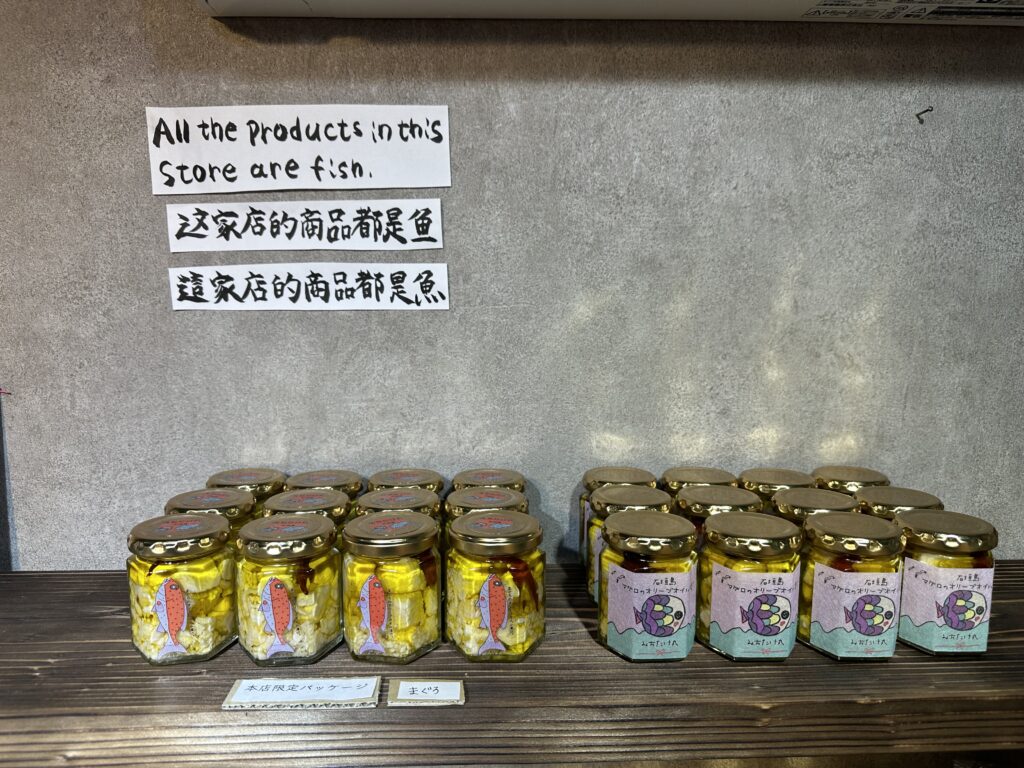 All the products in this
Store are fish.
这家店的商品都是鱼
這家店的商品都是魚
本店限定パッケージ
まぐろ
石垣島
マグロのオリーブオイル